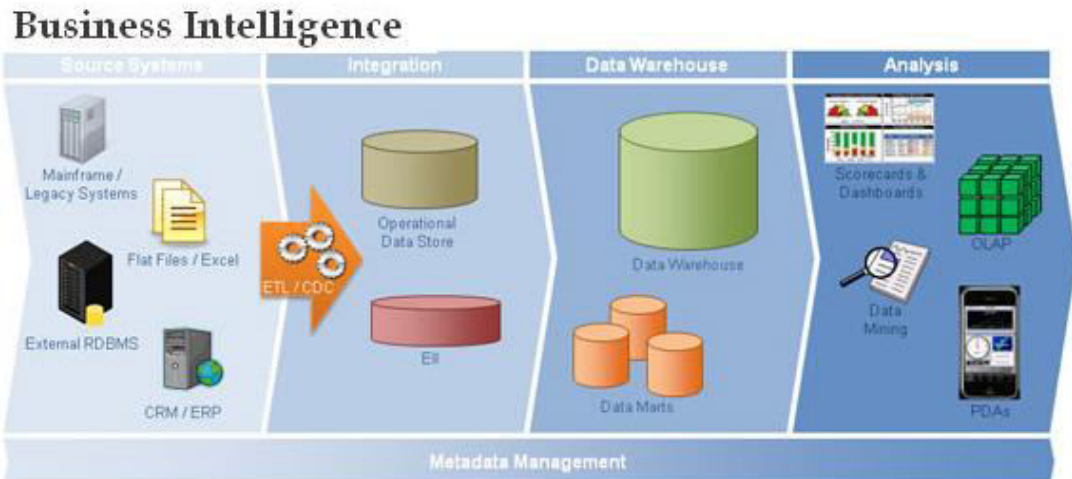 Business Intelligence
Source Systems
Integration
Data Warehouse
Analysis
Mainframe /
Legacy Systems
Flat Files / Excel
External RDBMS
CRM / ERP
ETL / CDC
Operational
Data Store
EII
Data Warehouse
Data Marts
Scorecards &
Dashboards
OLAP
Data
Mining
PDAs
Metadata Management